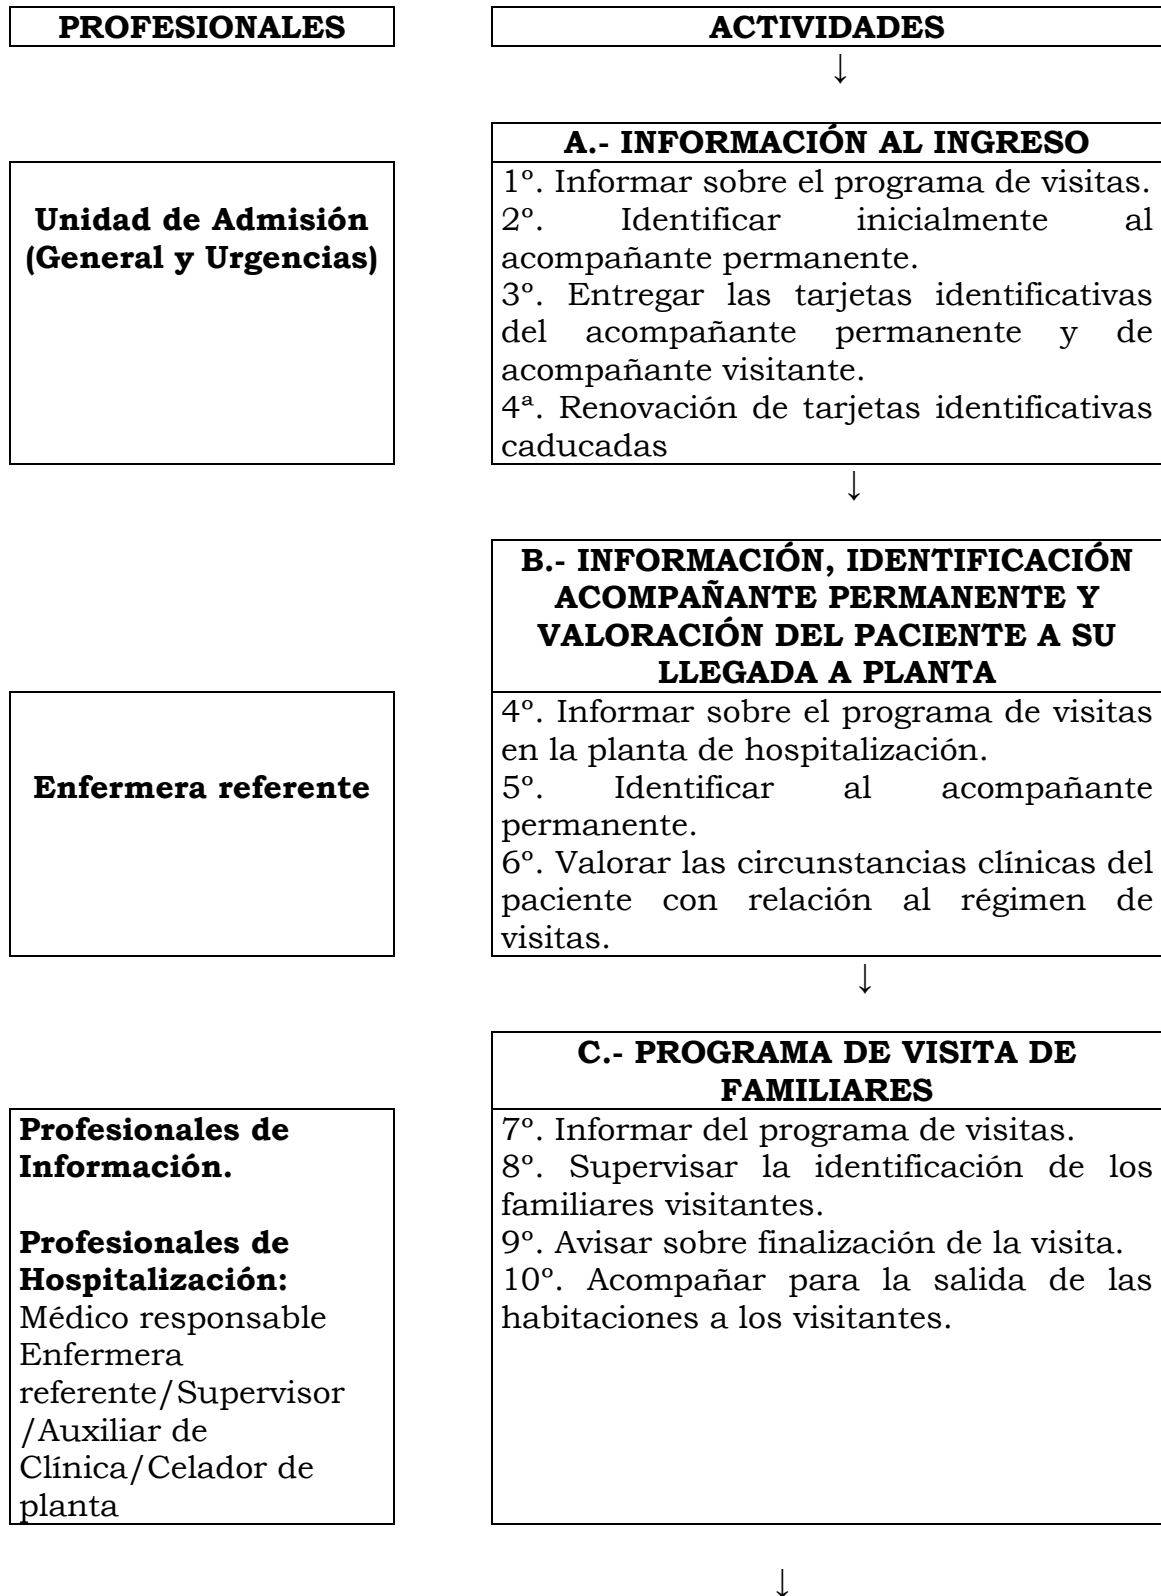 PROFESIONALES
ACTIVIDADES
↓
A.- INFORMACIÓN AL INGRESO
Unidad de Admisión
(General y Urgencias)
1º. Informar sobre el programa de visitas.
2º. Identificar inicialmente al
acompañante permanente.
3º. Entregar las tarjetas identificativas
del acompañante permanente y de
acompañante visitante.
4ª. Renovación de tarjetas identificativas
caducadas
↓
B.- INFORMACIÓN, IDENTIFICACIÓN
ACOMPAÑANTE PERMANENTE Y
VALORACIÓN DEL PACIENTE A SU
LLEGADA A PLANTA
Enfermera referente
4º. Informar sobre el programa de visitas
en la planta de hospitalización.
5º. Identificar al acompañante
permanente.
6º. Valorar las circunstancias clínicas del
paciente con relación al régimen de
visitas.
↓
C.- PROGRAMA DE VISITA DE
FAMILIARES
Profesionales de
Información.
Profesionales de
Hospitalización:
Médico responsable
Enfermera
referente/Supervisor
/Auxiliar de
Clínica/Celador de
planta
7º. Informar del programa de visitas.
8º. Supervisar la identificación de los
familiares visitantes.
9º. Avisar sobre finalización de la visita.
10º. Acompañar para la salida de las
habitaciones a los visitantes.
↓